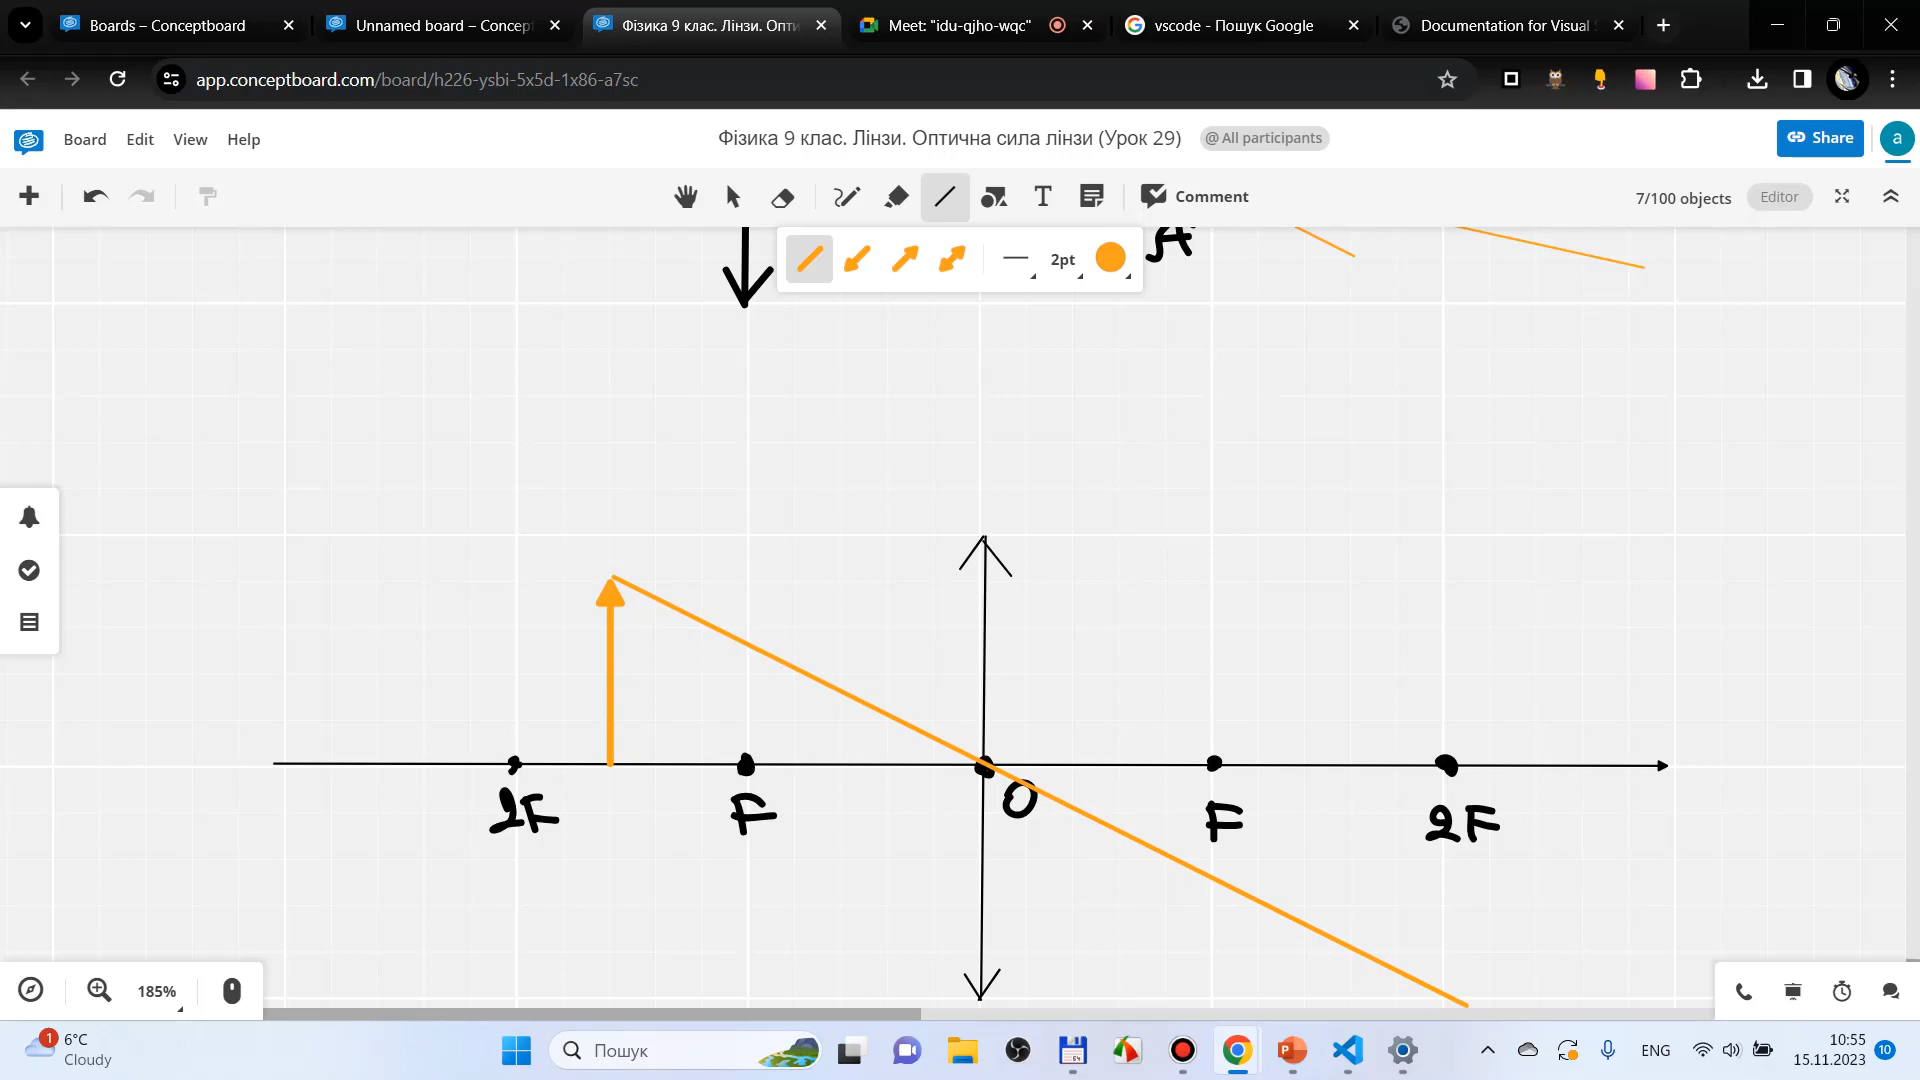 Boards – Conceptboard
Unnamed board – Concep
Фізика 9 клас. Лінзи. Опти
Meet: "idu-qjho-wqc"
vscode - Пошук Google
Documentation for Visual S
app.conceptboard.com/board/h226-ysbi-5x5d-1x86-a7sc
Board Edit View Help
Фізика 9 клас. Лінзи. Оптична сила лінзи (Урок 29)
@ All participants
Share
a
T
Comment
7/100 objects
Editor
2pt
A
2F F O F 2F
185%
1
6°C
Cloudy
Пошук
64
P
ENG
10:55
15.11.2023
10